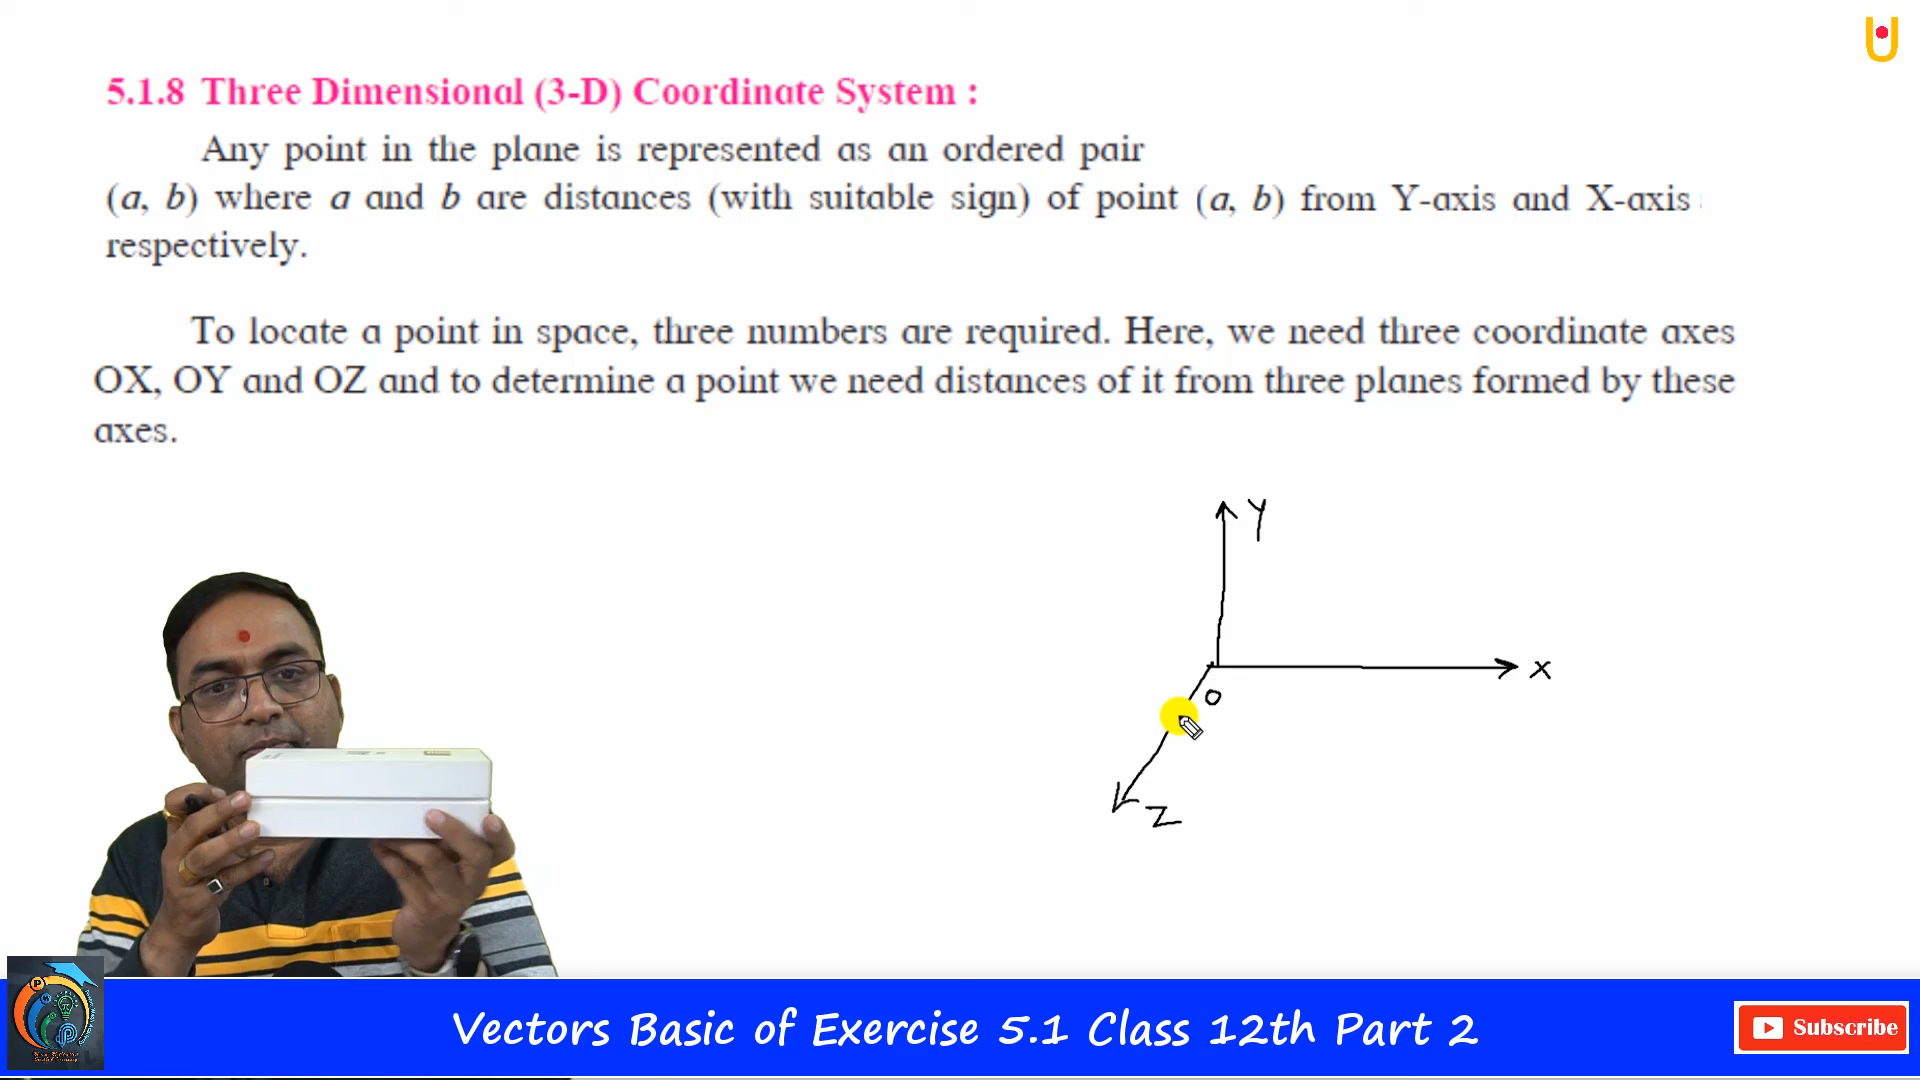 5.1.8 Three Dimensional (3-D) Coordinate System :
Any point in the plane is represented as an ordered pair
(a, b) where a and b are distances (with suitable sign) of point (a, b) from Y-axis and X-axis
respectively.
To locate a point in space, three numbers are required. Here, we need three coordinate axes
OX, OY and OZ and to determine a point we need distances of it from three planes formed by these
axes.
Y
X
O
Z
Vectors Basic of Exercise 5.1 Class 12th Part 2
Subscribe